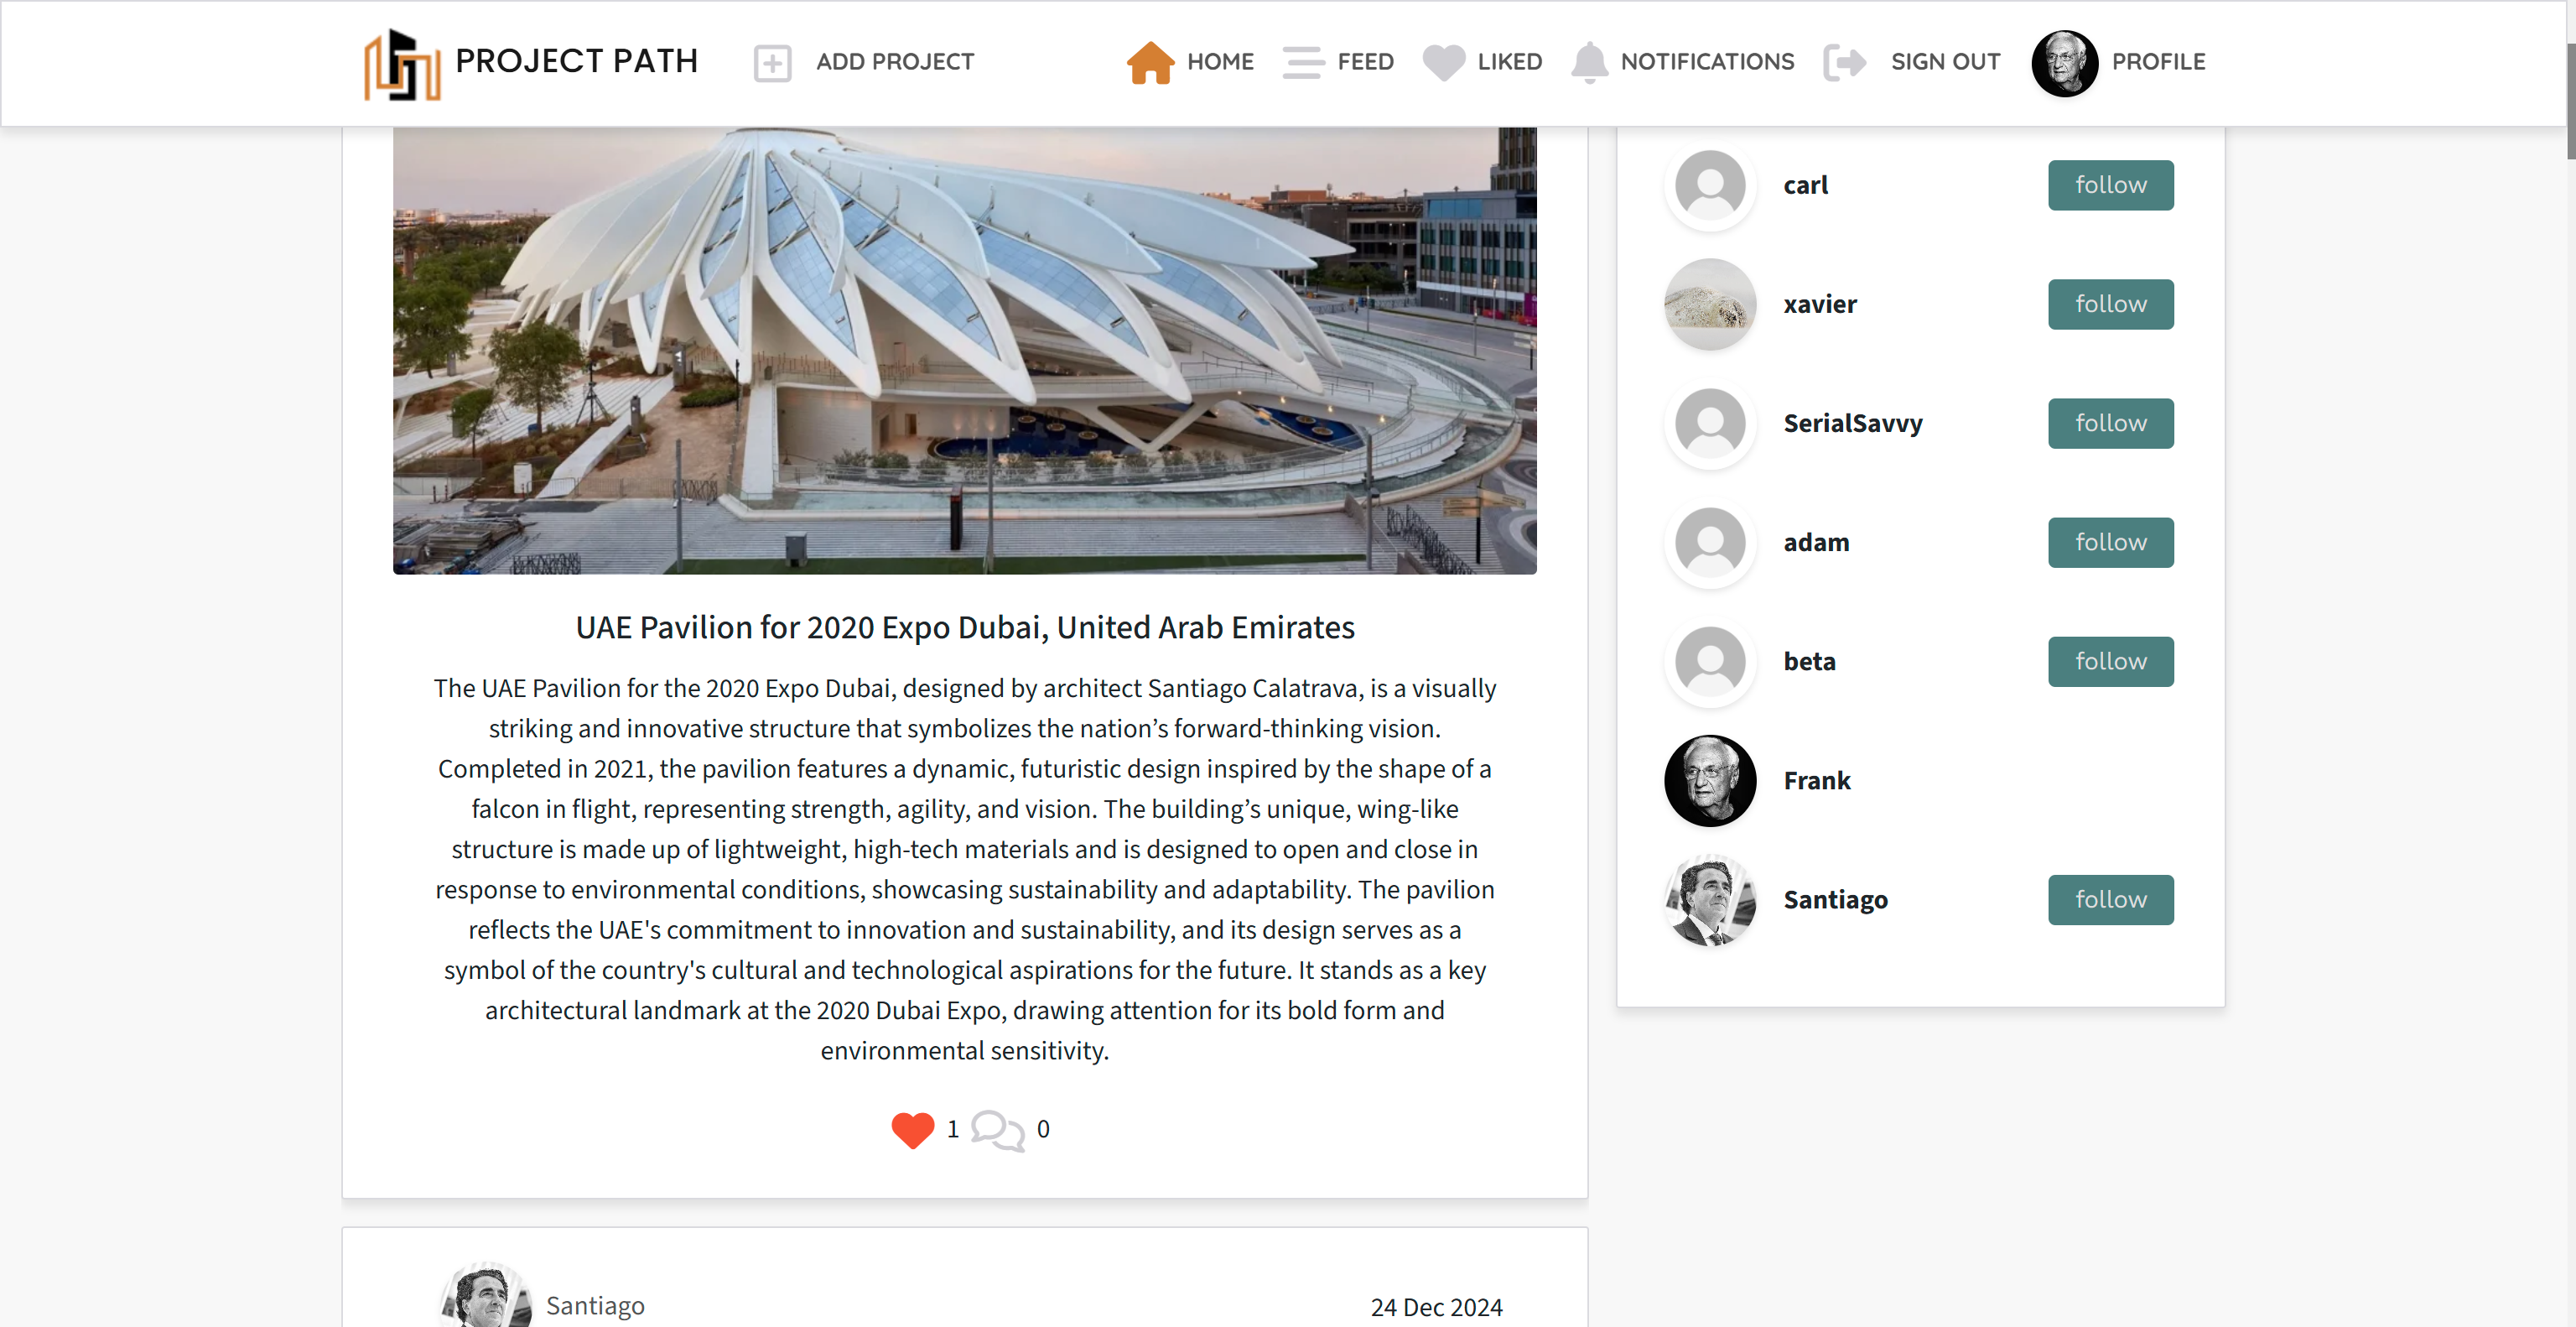 PROJECT PATH
ADD PROJECT
HOME
FEED
LIKED
NOTIFICATIONS
SIGN OUT
PROFILE
UAE Pavilion for 2020 Expo Dubai, United Arab Emirates
The UAE Pavilion for the 2020 Expo Dubai, designed by architect Santiago Calatrava, is a visually
striking and innovative structure that symbolizes the nation’s forward-thinking vision.
Completed in 2021, the pavilion features a dynamic, futuristic design inspired by the shape of a
falcon in flight, representing strength, agility, and vision. The building’s unique, wing-like
structure is made up of lightweight, high-tech materials and is designed to open and close in
response to environmental conditions, showcasing sustainability and adaptability. The pavilion
reflects the UAE's commitment to innovation and sustainability, and its design serves as a
symbol of the country's cultural and technological aspirations for the future. It stands as a key
architectural landmark at the 2020 Dubai Expo, drawing attention for its bold form and
environmental sensitivity.
1
0
Santiago
24 Dec 2024
carl
follow
xavier
follow
SerialSavvy
follow
adam
follow
beta
follow
Frank
Santiago
follow